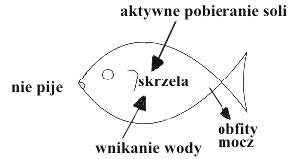 aktywne pobieranie soli
nie pije
skrzela
wnikanie wody
obfity
mocz